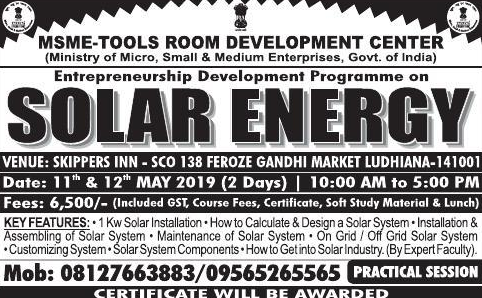 MSME-TOOLS ROOM DEVELOPMENT CENTER
(Ministry of Micro, Small & Medium Enterprises, Govt. of India)
Entrepreneurship Development Programme on
SOLAR ENERGY
VENUE: SKIPPERS INN - SCO 138 FEROZE GANDHI MARKET LUDHIANA-141001
Date: 11th & 12th MAY 2019 (2 Days) | 10:00 AM to 5:00 PM
Fees: 6,500/- (Included GST, Course Fees, Certificate, Soft Study Material & Lunch)
KEY FEATURES: • 1 Kw Solar Installation • How to Calculate & Design a Solar System • Installation &
Assembling of Solar System • Maintenance of Solar System • On Grid / Off Grid Solar System
• Customizing System • Solar System Components • How to Get into Solar Industry. (By Expert Faculty).
Mob: 08127663883/09565265565 PRACTICAL SESSION
CERTIFICATE WILL BE AWARDED